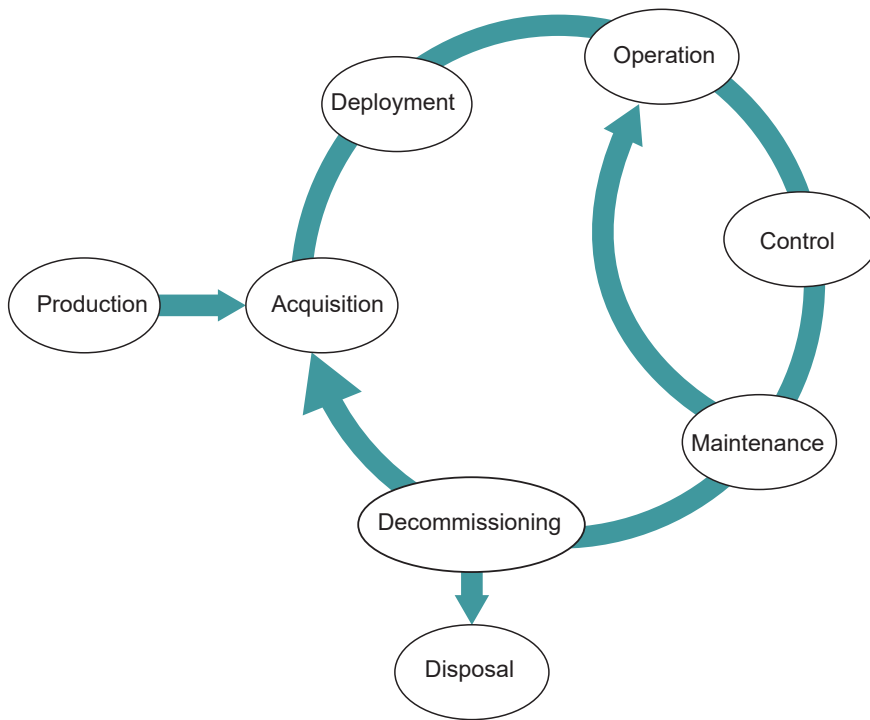 Operation
Deployment
Control
Production
Acquisition
Maintenance
Decommissioning
Disposal